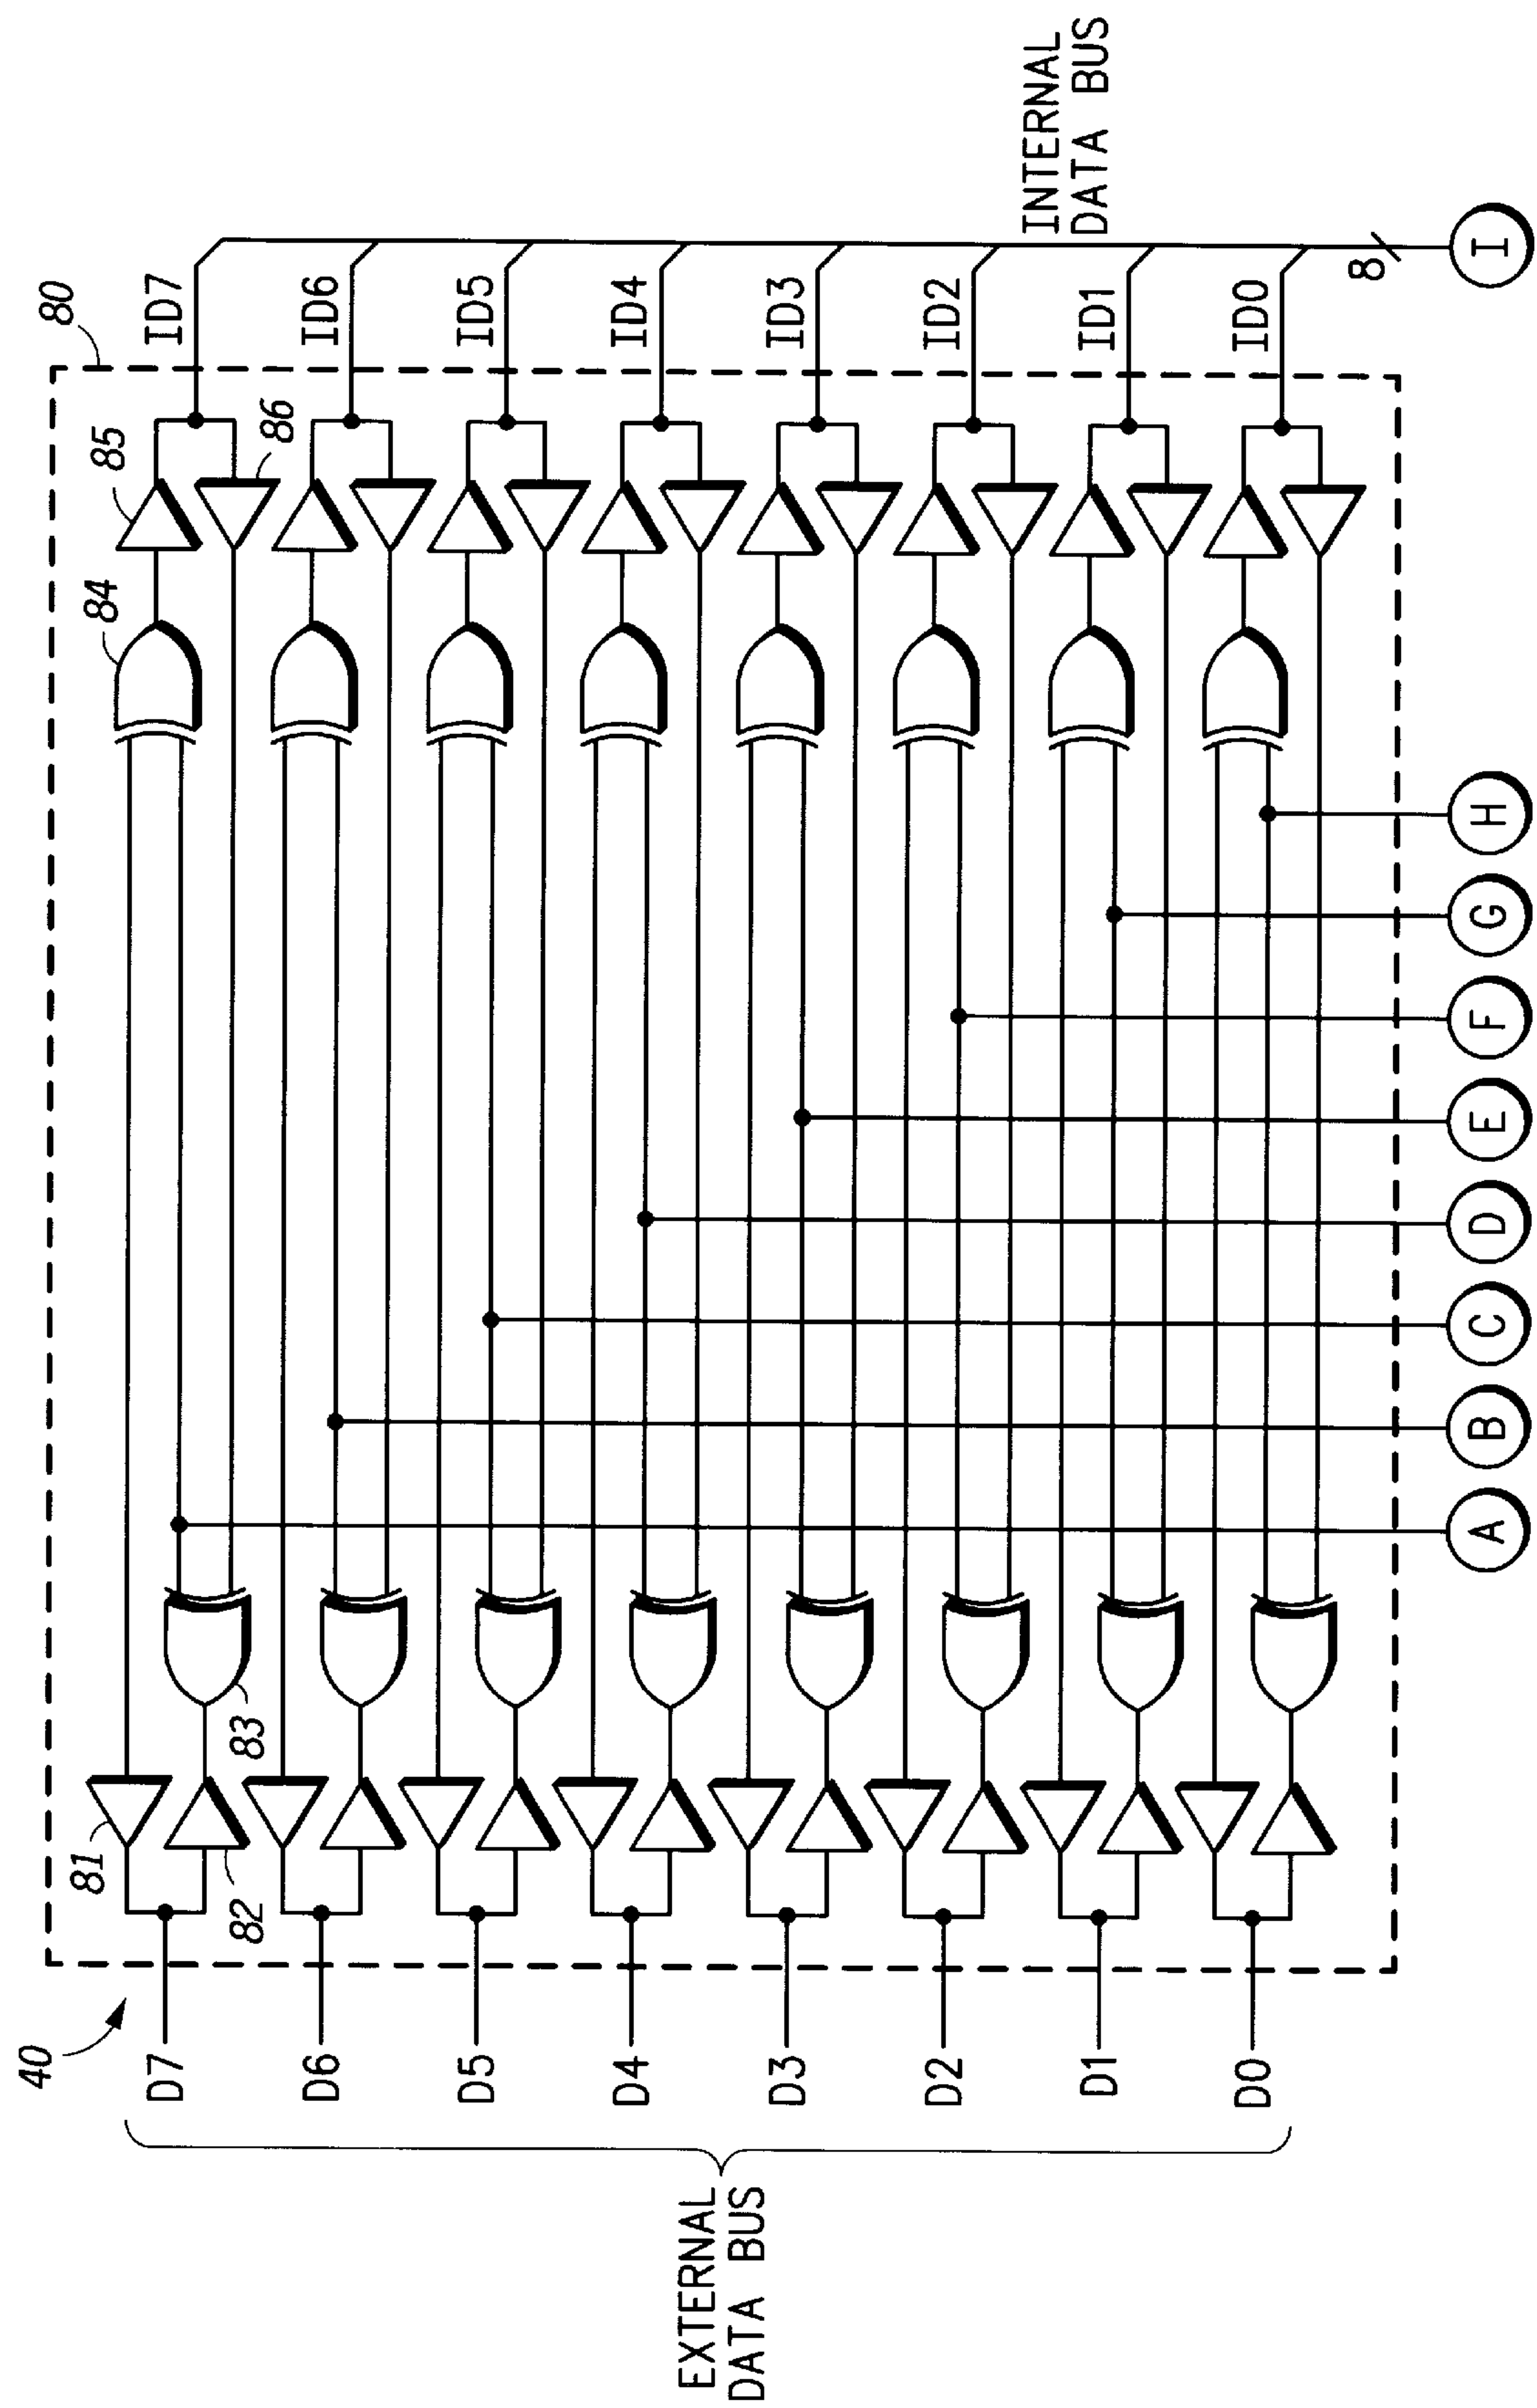 80
40
D7
81
82
83
84
85
86
ID7
D6
ID6
D5
ID5
D4
ID4
D3
ID3
D2
ID2
D1
ID1
D0
ID0
EXTERNAL
DATA BUS
INTERNAL
DATA BUS
8
A
B
C
D
E
F
G
H
I